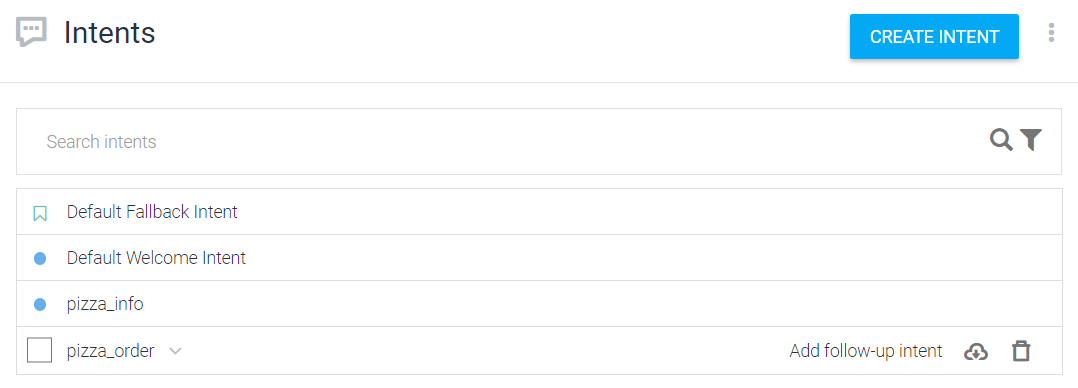 Intents
CREATE INTENT
Search intents
Default Fallback Intent
Default Welcome Intent
pizza_info
pizza_order Add follow-up intent